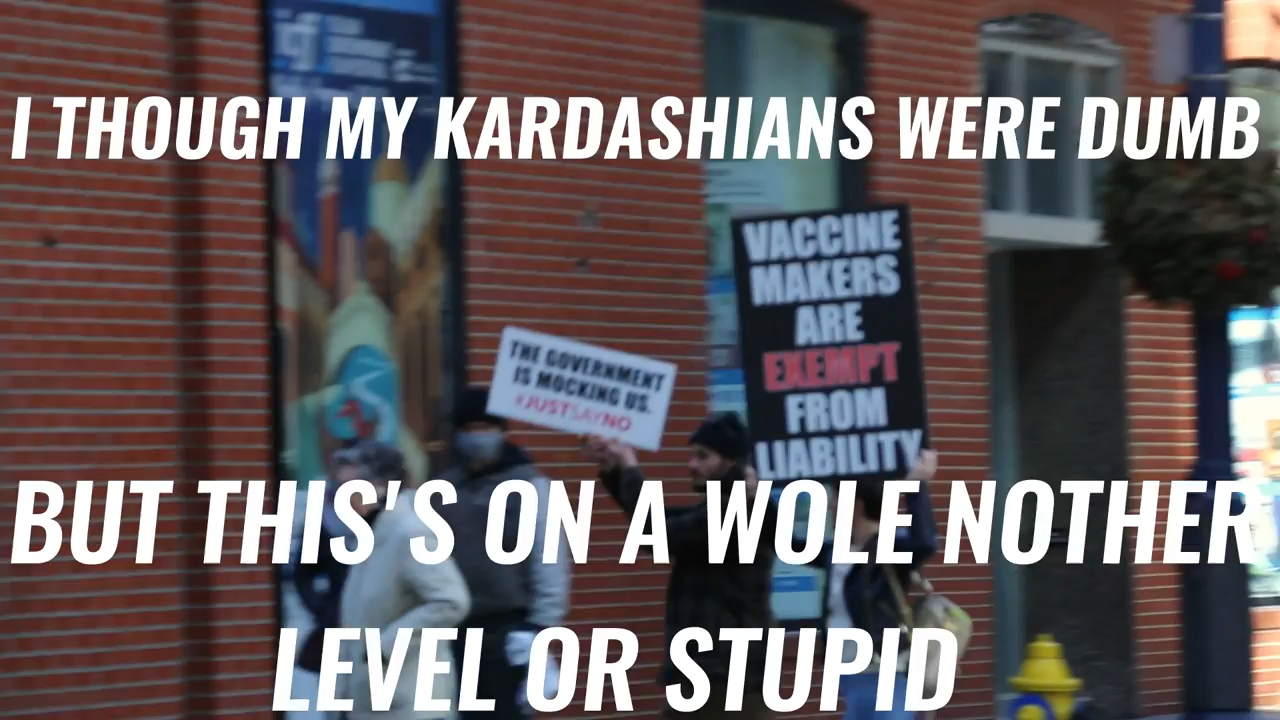 I THOUGH MY KARDASHIANS WERE DUMB
VACCINE
MAKERS
ARE
EXEMPT
FROM
LIABILITY
THE GOVERNMENT
IS MOCKING US.
#JUSTSAYNO
BUT THIS'S ON A WOLE NOTHER
LEVEL OR STUPID